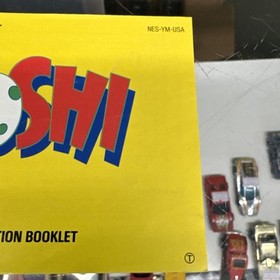 NES-YM-USA
OSHI
TION BOOKLET
T